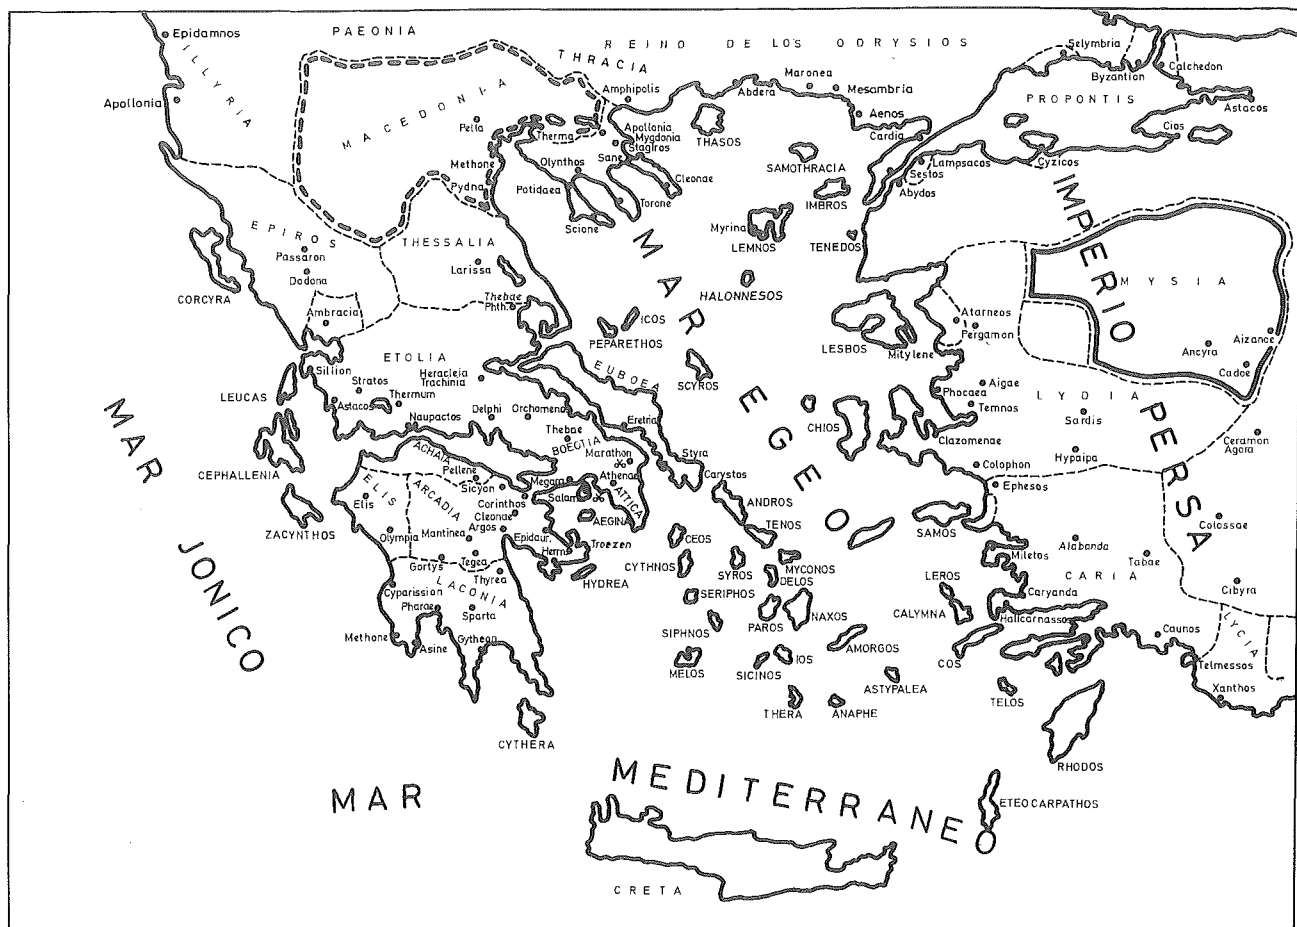 PAEONIA
Epidamnos
REINO DE LOS ODRYSIOS
THRACIA
ILLYRIA
Apollonia
MACEDONIA
Pella
Amphipolis
Abdera
Maronea
Mesambria
Aenos
Cardia
Selymbria
Byzantion
Calchedon
PROPONTIS
Astacos
Cios
Cyzicos
Lampsacos
Sestos
Abydos
Therma
Apollonia
Mygdonia
Stagiros
Sane
Methone
Olynthos
Potidaea
Pydna
Cleonae
Torone
Scione
THASOS
SAMOTHRACIA
IMBROS
Myrina
LEMNOS
TENEDOS
EPIROS
Passaron
Dodona
THESSALIA
Larissa
CORCYRA
Ambracia
Thebae
Phth.
HALONNESOS
ICOS
PEPARETHOS
SCYROS
MAR EGEO
IMPERIO PERSA
MYSIA
Atarneos
Pergamon
LESBOS
Mitylene
Aizance
Ancyra
Cadoe
ETOLIA
Sillion
Heracleia
Trachinia
EUBOEA
LEUCAS
Stratos
Thermum
Astacos
Naupactos
Delphi
Orchomenos
Eretria
Thebae
BOEOTIA
Marathon
Athenae
ATTICA
Styra
Carystos
CEPHALLENIA
ACHAIA
Pellene
Sicyon
Megara
Salamis
Corinthos
Cleonae
AEGINA
ELIS
Elis
ARCADIA
Mantinea
Argos
ZACYNTHOS
Olympia
Epidaur.
Troezen
Herm.
Gortys
Tegea
Thyrea
HYDREA
LACONIA
Cyparission
Pharae
Sparta
Methone
Asine
Gytheon
CYTHERA
MAR JONICO
CHIOS
Phocaea
Aigae
Temnos
LYDIA
Sardis
Clazomenae
Hypaipa
Colophon
Ceramon
Agora
Ephesos
ANDROS
TENOS
SAMOS
Colossae
CEOS
CYTHNOS
SYROS
MYCONOS
DELOS
SERIPHOS
PAROS
NAXOS
SIPHNOS
MELOS
SICINOS
IOS
AMORGOS
THERA
ANAPHE
ASTYPALEA
Miletos
Alabanda
Tabae
CARIA
LEROS
CALYMNA
Caryanda
Halicarnassos
COS
Cibyra
LYCIA
Caunos
Telmessos
Xanthos
TELOS
RHODOS
MAR MEDITERRANEO
ETEOCARPATHOS
CRETA